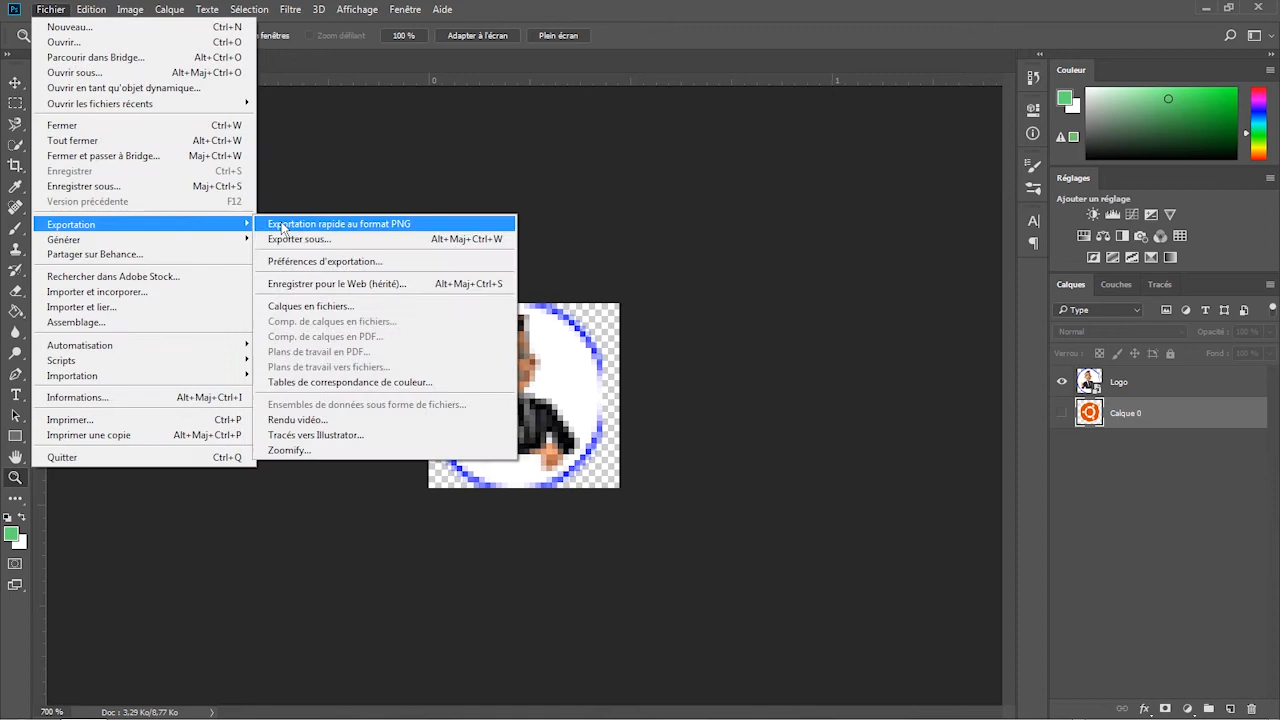 Ps Fichier Edition Image Calque Texte Sélection Filtre 3D Affichage Fenêtre Aide
fenêtres Zoom défilant 100 % Adapter à l'écran Plein écran
Nouveau... Ctrl+N
Ouvrir... Ctrl+O
Parcourir dans Bridge... Alt+Ctrl+O
Ouvrir sous... Alt+Maj+Ctrl+O
Ouvrir en tant qu'objet dynamique...
Ouvrir les fichiers récents
Fermer Ctrl+W
Tout fermer Alt+Ctrl+W
Fermer et passer à Bridge... Maj+Ctrl+W
Enregistrer Ctrl+S
Enregistrer sous... Maj+Ctrl+S
Version précédente F12
Exportation
Générer
Partager sur Behance...
Rechercher dans Adobe Stock...
Importer et incorporer...
Importer et lier...
Assemblage...
Automatisation
Scripts
Importation
Informations... Alt+Maj+Ctrl+I
Imprimer... Ctrl+P
Imprimer une copie Alt+Maj+Ctrl+P
Quitter Ctrl+Q
Exportation rapide au format PNG
Exporter sous... Alt+Maj+Ctrl+W
Préférences d'exportation...
Enregistrer pour le Web (hérité)... Alt+Maj+Ctrl+S
Calques en fichiers...
Comp. de calques en fichiers...
Comp. de calques en PDF...
Plans de travail en PDF...
Plans de travail vers fichiers...
Tables de correspondance de couleur...
Ensembles de données sous forme de fichiers...
Rendu vidéo...
Tracés vers Illustrator...
Zoomify...
0 1
Couleur
Réglages
Ajouter un réglage
Calques Couches Tracés
Type
Normal Opacité : 100 %
Verrou : Fond : 100 %
Logo
Calque 0
700 % Doc : 3,29 Ko/8,77 Ko